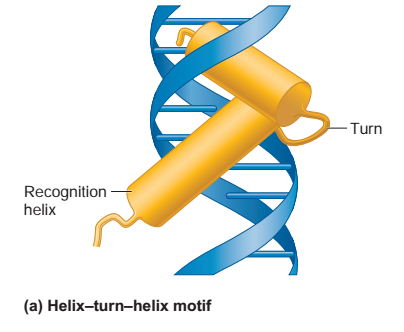 Turn
Recognition
helix
(a) Helix–turn–helix motif